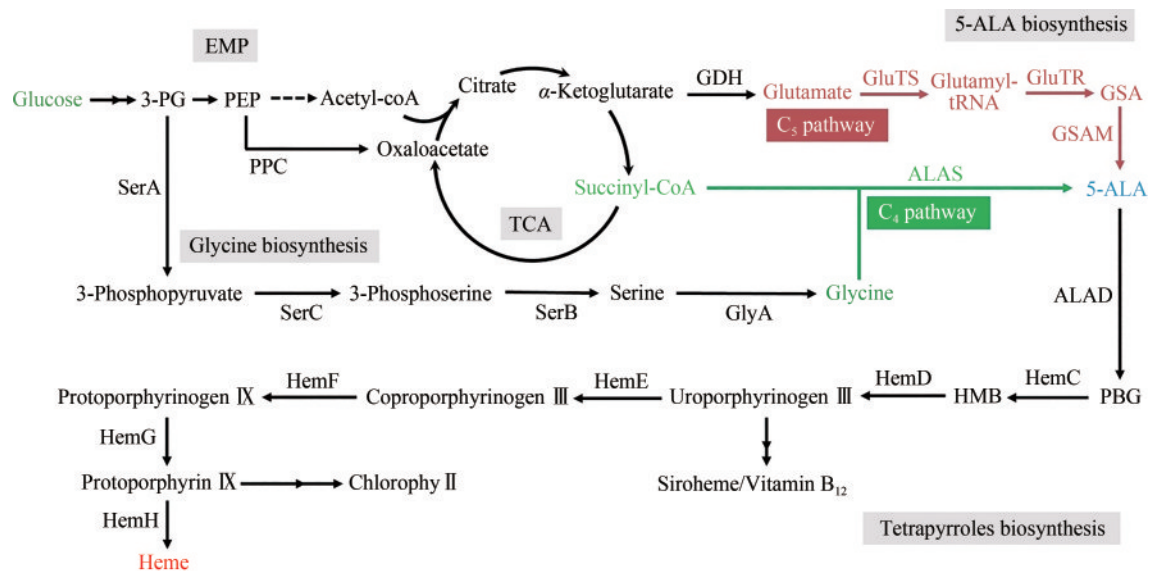 5-ALA biosynthesis
EMP
Glucose
3-PG
PEP
Acetyl-coA
Citrate
α-Ketoglutarate
GDH
Glutamate
GluTS
Glutamyl-
tRNA
GluTR
GSA
C₅ pathway
GSAM
PPC
Oxaloacetate
SerA
Succinyl-CoA
ALAS
5-ALA
C₄ pathway
TCA
Glycine biosynthesis
3-Phosphopyruvate
SerC
3-Phosphoserine
SerB
Serine
GlyA
Glycine
ALAD
Protoporphyrinogen Ⅸ
HemF
Coproporphyrinogen Ⅲ
HemE
Uroporphyrinogen Ⅲ
HemD
HMB
HemC
PBG
HemG
Protoporphyrin Ⅸ
Chlorophy Ⅱ
Siroheme/Vitamin B₁₂
HemH
Tetrapyrroles biosynthesis
Heme